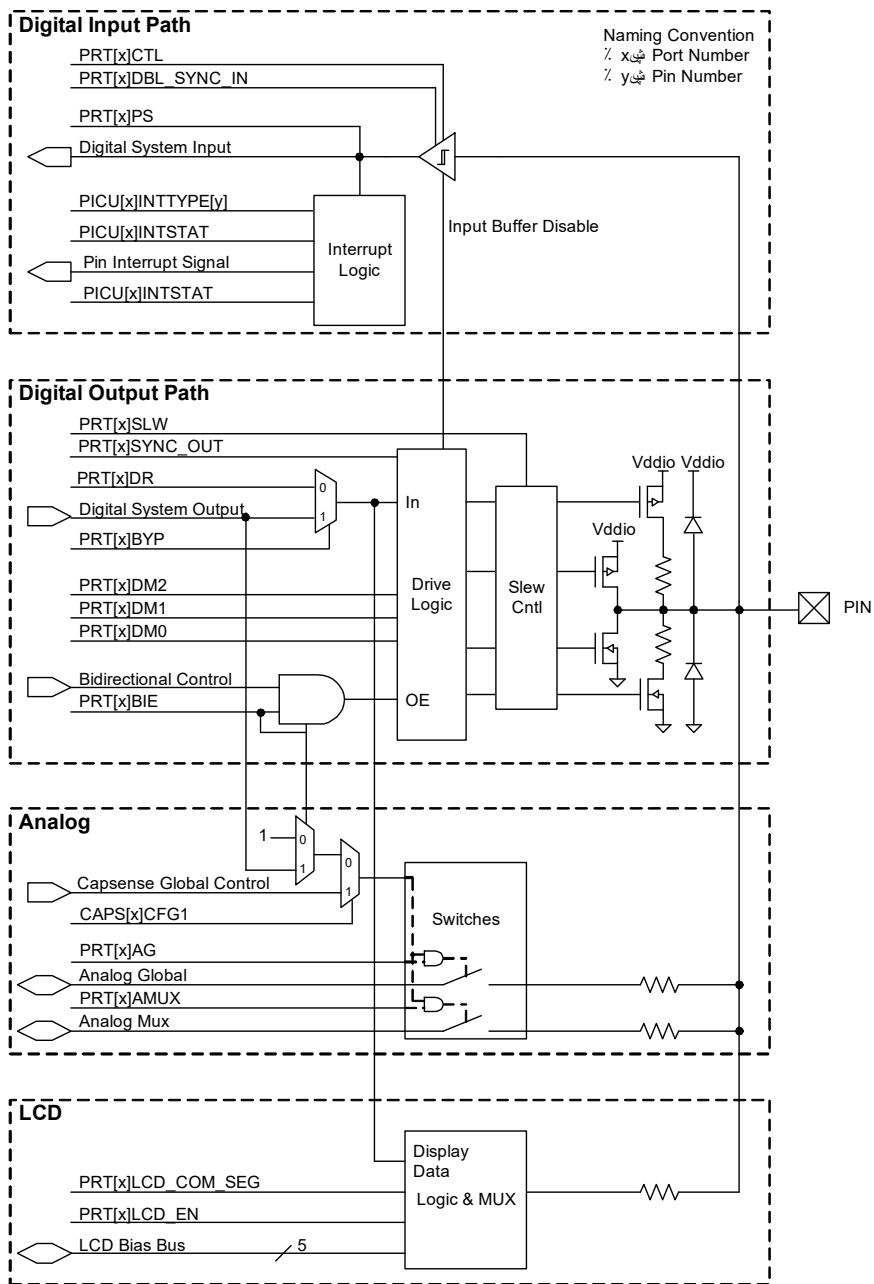 Digital Input Path
Naming Convention
x = Port Number
y = Pin Number
PRT[x]CTL
PRT[x]DBL_SYNC_IN
PRT[x]PS
Digital System Input
PICU[x]INTTYPE[y]
PICU[x]INTSTAT
Pin Interrupt Signal
PICU[x]INTSTAT
Interrupt
Logic
Input Buffer Disable
Digital Output Path
PRT[x]SLW
PRT[x]SYNC_OUT
PRT[x]DR
Digital System Output
PRT[x]BYP
0
1
PRT[x]DM2
PRT[x]DM1
PRT[x]DM0
Bidirectional Control
PRT[x]BIE
In
Drive
Logic
OE
Slew
Cntl
Vddio Vddio
Vddio
PIN
Analog
1
0
1
0
1
Capsense Global Control
CAPS[x]CFG1
Switches
PRT[x]AG
Analog Global
PRT[x]AMUX
Analog Mux
LCD
Display
Data
Logic & MUX
PRT[x]LCD_COM_SEG
PRT[x]LCD_EN
LCD Bias Bus
5